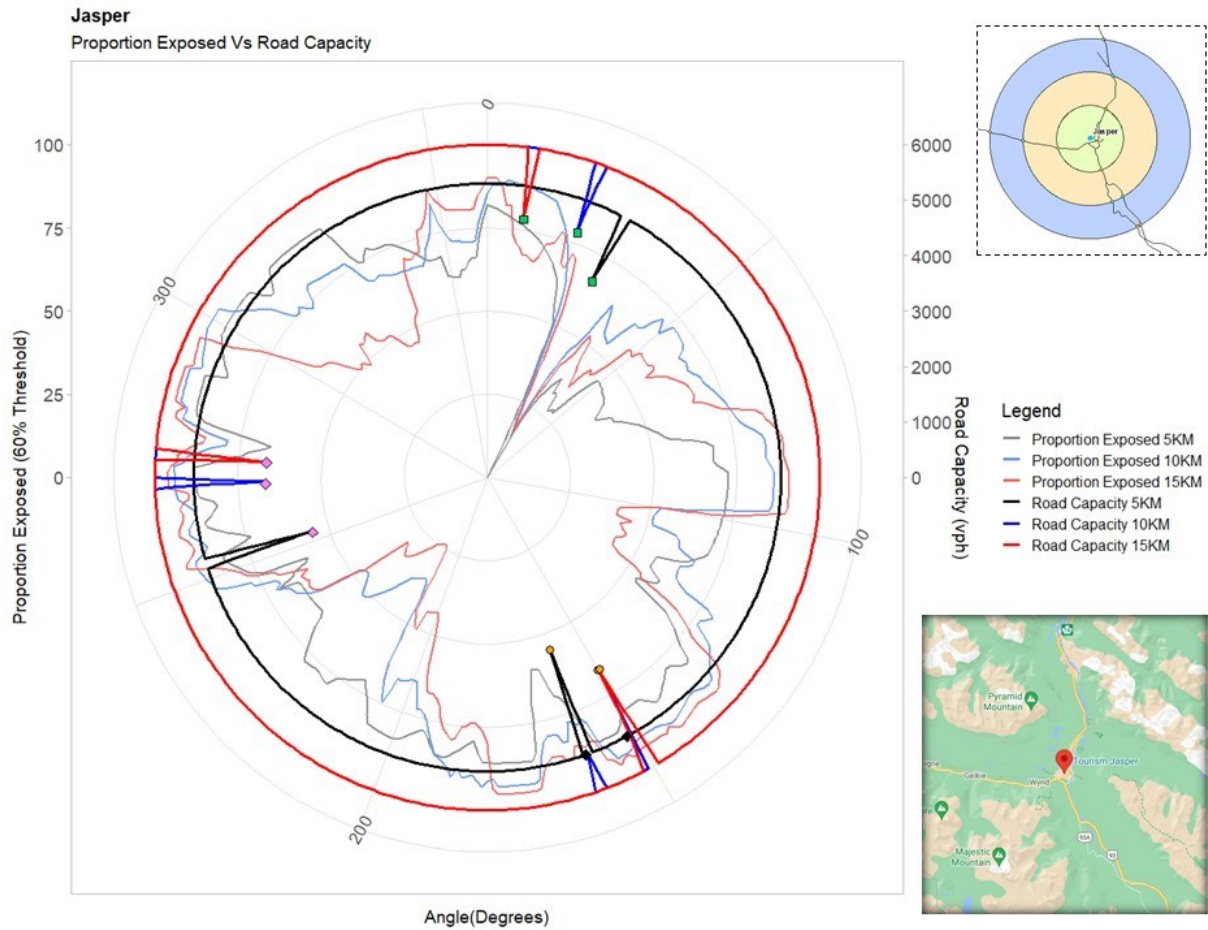 Jasper
Proportion Exposed Vs Road Capacity
Jasper
0
100
200
300
100
75
50
25
0
Proportion Exposed (60% Threshold)
6000
5000
4000
3000
2000
1000
0
Road Capacity (vph)
Angle(Degrees)
Legend
Proportion Exposed 5KM
Proportion Exposed 10KM
Proportion Exposed 15KM
Road Capacity 5KM
Road Capacity 10KM
Road Capacity 15KM
Pyramid
Mountain
Tourism Jasper
Geikie
Wynd
93A
93
Majestic
Mountain